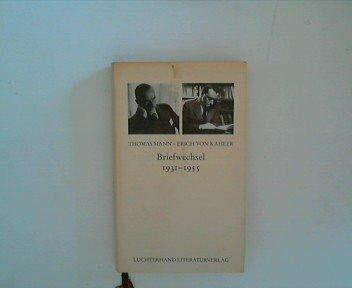 THOMAS MANN · ERICH VON KAHLER
Briefwechsel
1931–1955
LUCHTERHAND LITERATURVERLAG